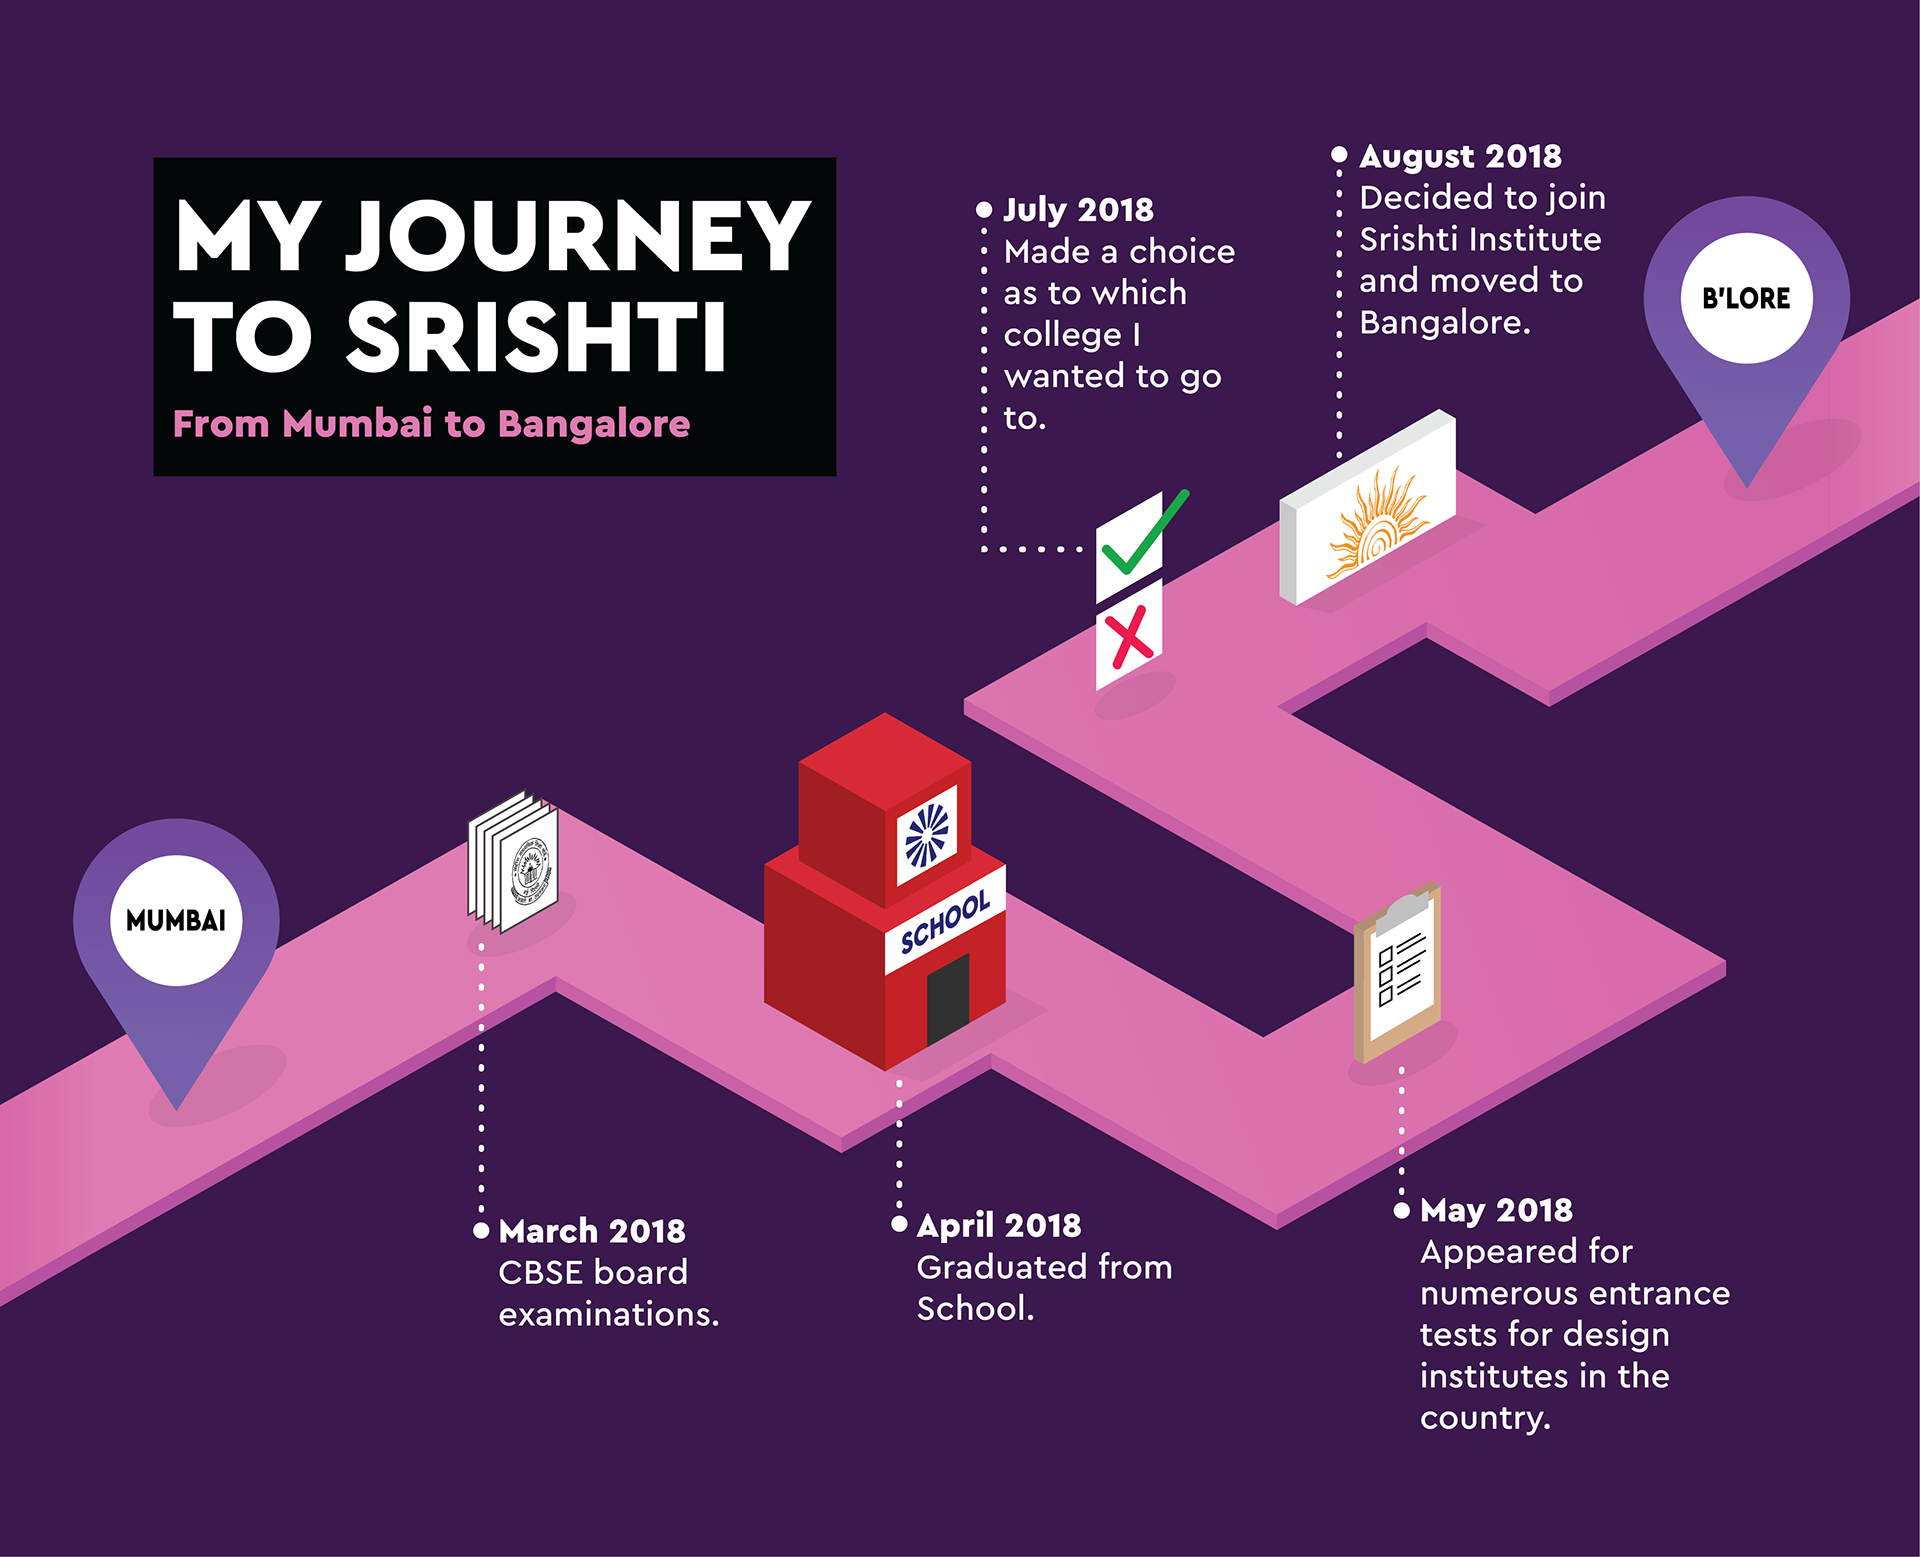 MY JOURNEY
TO SRISHTI
From Mumbai to Bangalore
July 2018
Made a choice
as to which
college I
wanted to go
to.
August 2018
Decided to join
Srishti Institute
and moved to
Bangalore.
B'LORE
MUMBAI
SCHOOL
March 2018
CBSE board
examinations.
April 2018
Graduated from
School.
May 2018
Appeared for
numerous entrance
tests for design
institutes in the
country.